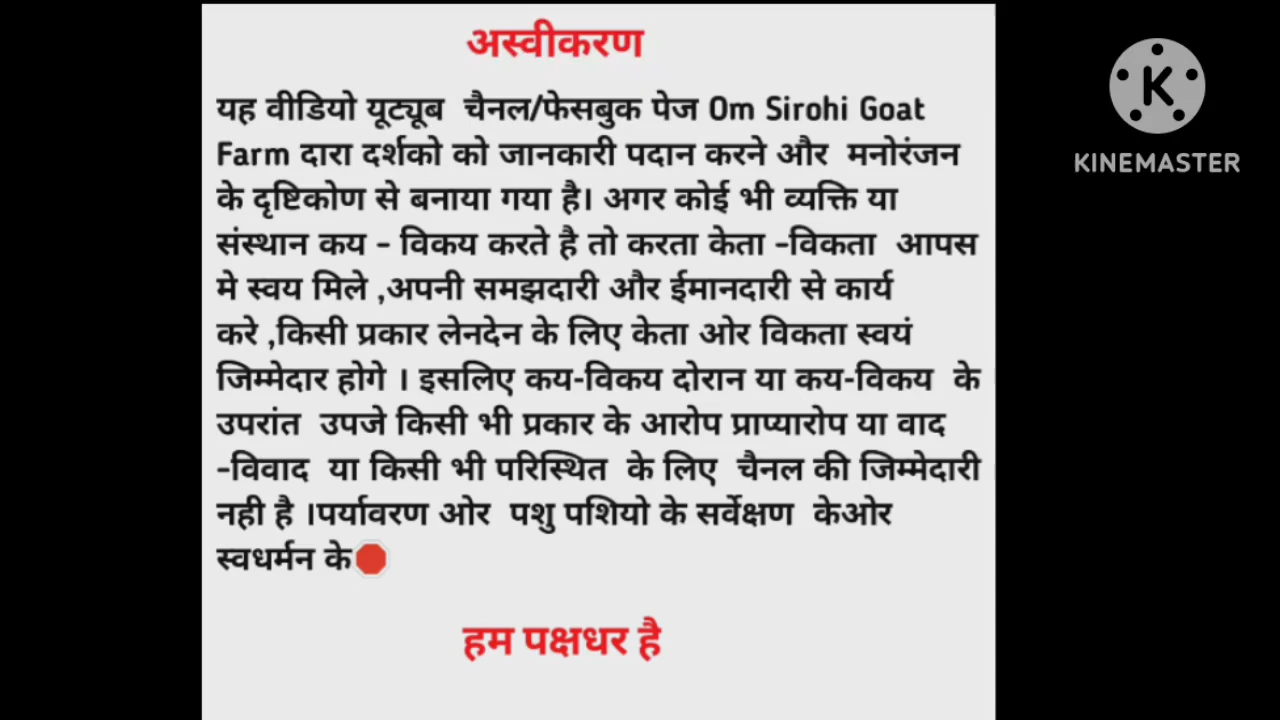 अस्वीकरण
यह वीडियो यूट्यूब चैनल/फेसबुक पेज Om Sirohi Goat
Farm दारा दर्शको को जानकारी पदान करने और मनोरंजन
के दृष्टिकोण से बनाया गया है। अगर कोई भी व्यक्ति या
संस्थान कय - विकय करते है तो करता केता -विकता आपस
मे स्वय मिले ,अपनी समझदारी और ईमानदारी से कार्य
करे ,किसी प्रकार लेनदेन के लिए केता ओर विकता स्वयं
जिम्मेदार होगे । इसलिए कय-विकय दोरान या कय-विकय के
उपरांत उपजे किसी भी प्रकार के आरोप प्राप्यारोप या वाद
-विवाद या किसी भी परिस्थित के लिए चैनल की जिम्मेदारी
नही है ।पर्यावरण ओर पशु पशियो के सर्वेक्षण केओर
स्वधर्मन के
हम पक्षधर है
K
KINEMASTER